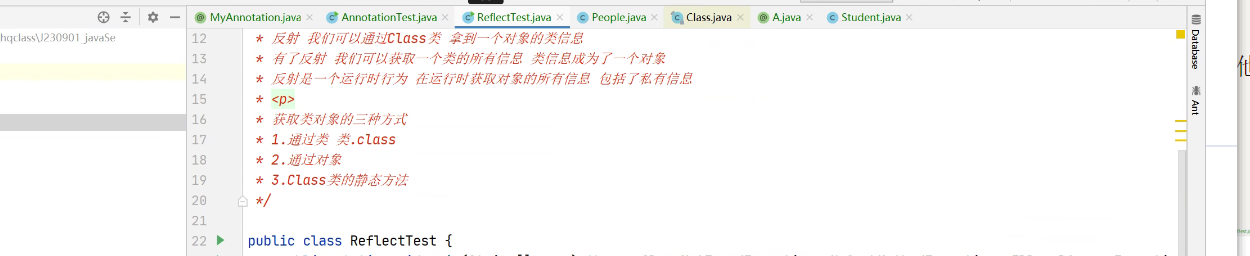 MyAnnotation.java AnnotationTest.java ReflectTest.java People.java Class.java A.java Student.java
hqclass\J230901_javaSe
Database
Ant
12 * 反射 我们可以通过Class类 拿到一个对象的类信息
13 * 有了反射 我们可以获取一个类的所有信息 类信息成为了一个对象
14 * 反射是一个运行时行为 在运行时获取对象的所有信息 包括了私有信息
15 * <p>
16 * 获取类对象的三种方式
17 * 1.通过类 类.class
18 * 2.通过对象
19 * 3.Class类的静态方法
20 */
21
22 public class ReflectTest {